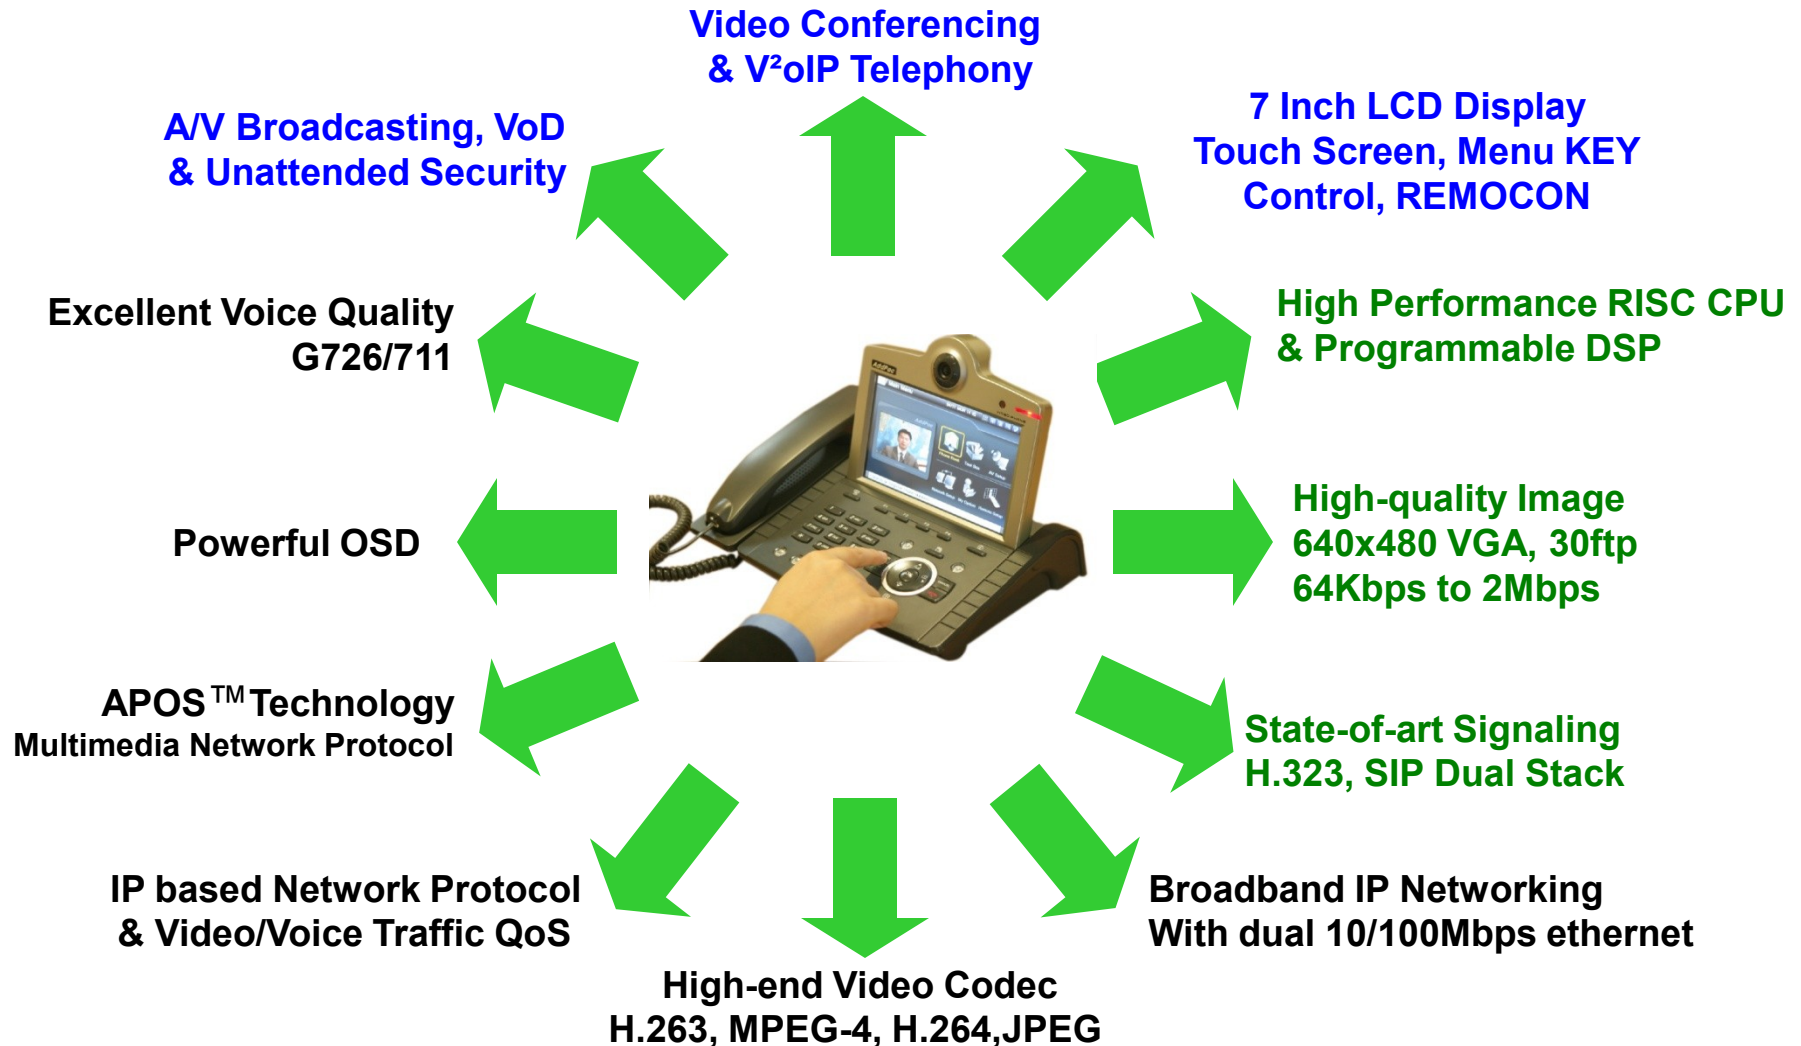 Video Conferencing
& V²oIP Telephony
A/V Broadcasting, VoD
& Unattended Security
7 Inch LCD Display
Touch Screen, Menu KEY
Control, REMOCON
Excellent Voice Quality
G726/711
High Performance RISC CPU
& Programmable DSP
Powerful OSD
High-quality Image
640x480 VGA, 30ftp
64Kbps to 2Mbps
APOS™Technology
Multimedia Network Protocol
State-of-art Signaling
H.323, SIP Dual Stack
IP based Network Protocol
& Video/Voice Traffic QoS
Broadband IP Networking
With dual 10/100Mbps ethernet
High-end Video Codec
H.263, MPEG-4, H.264,JPEG